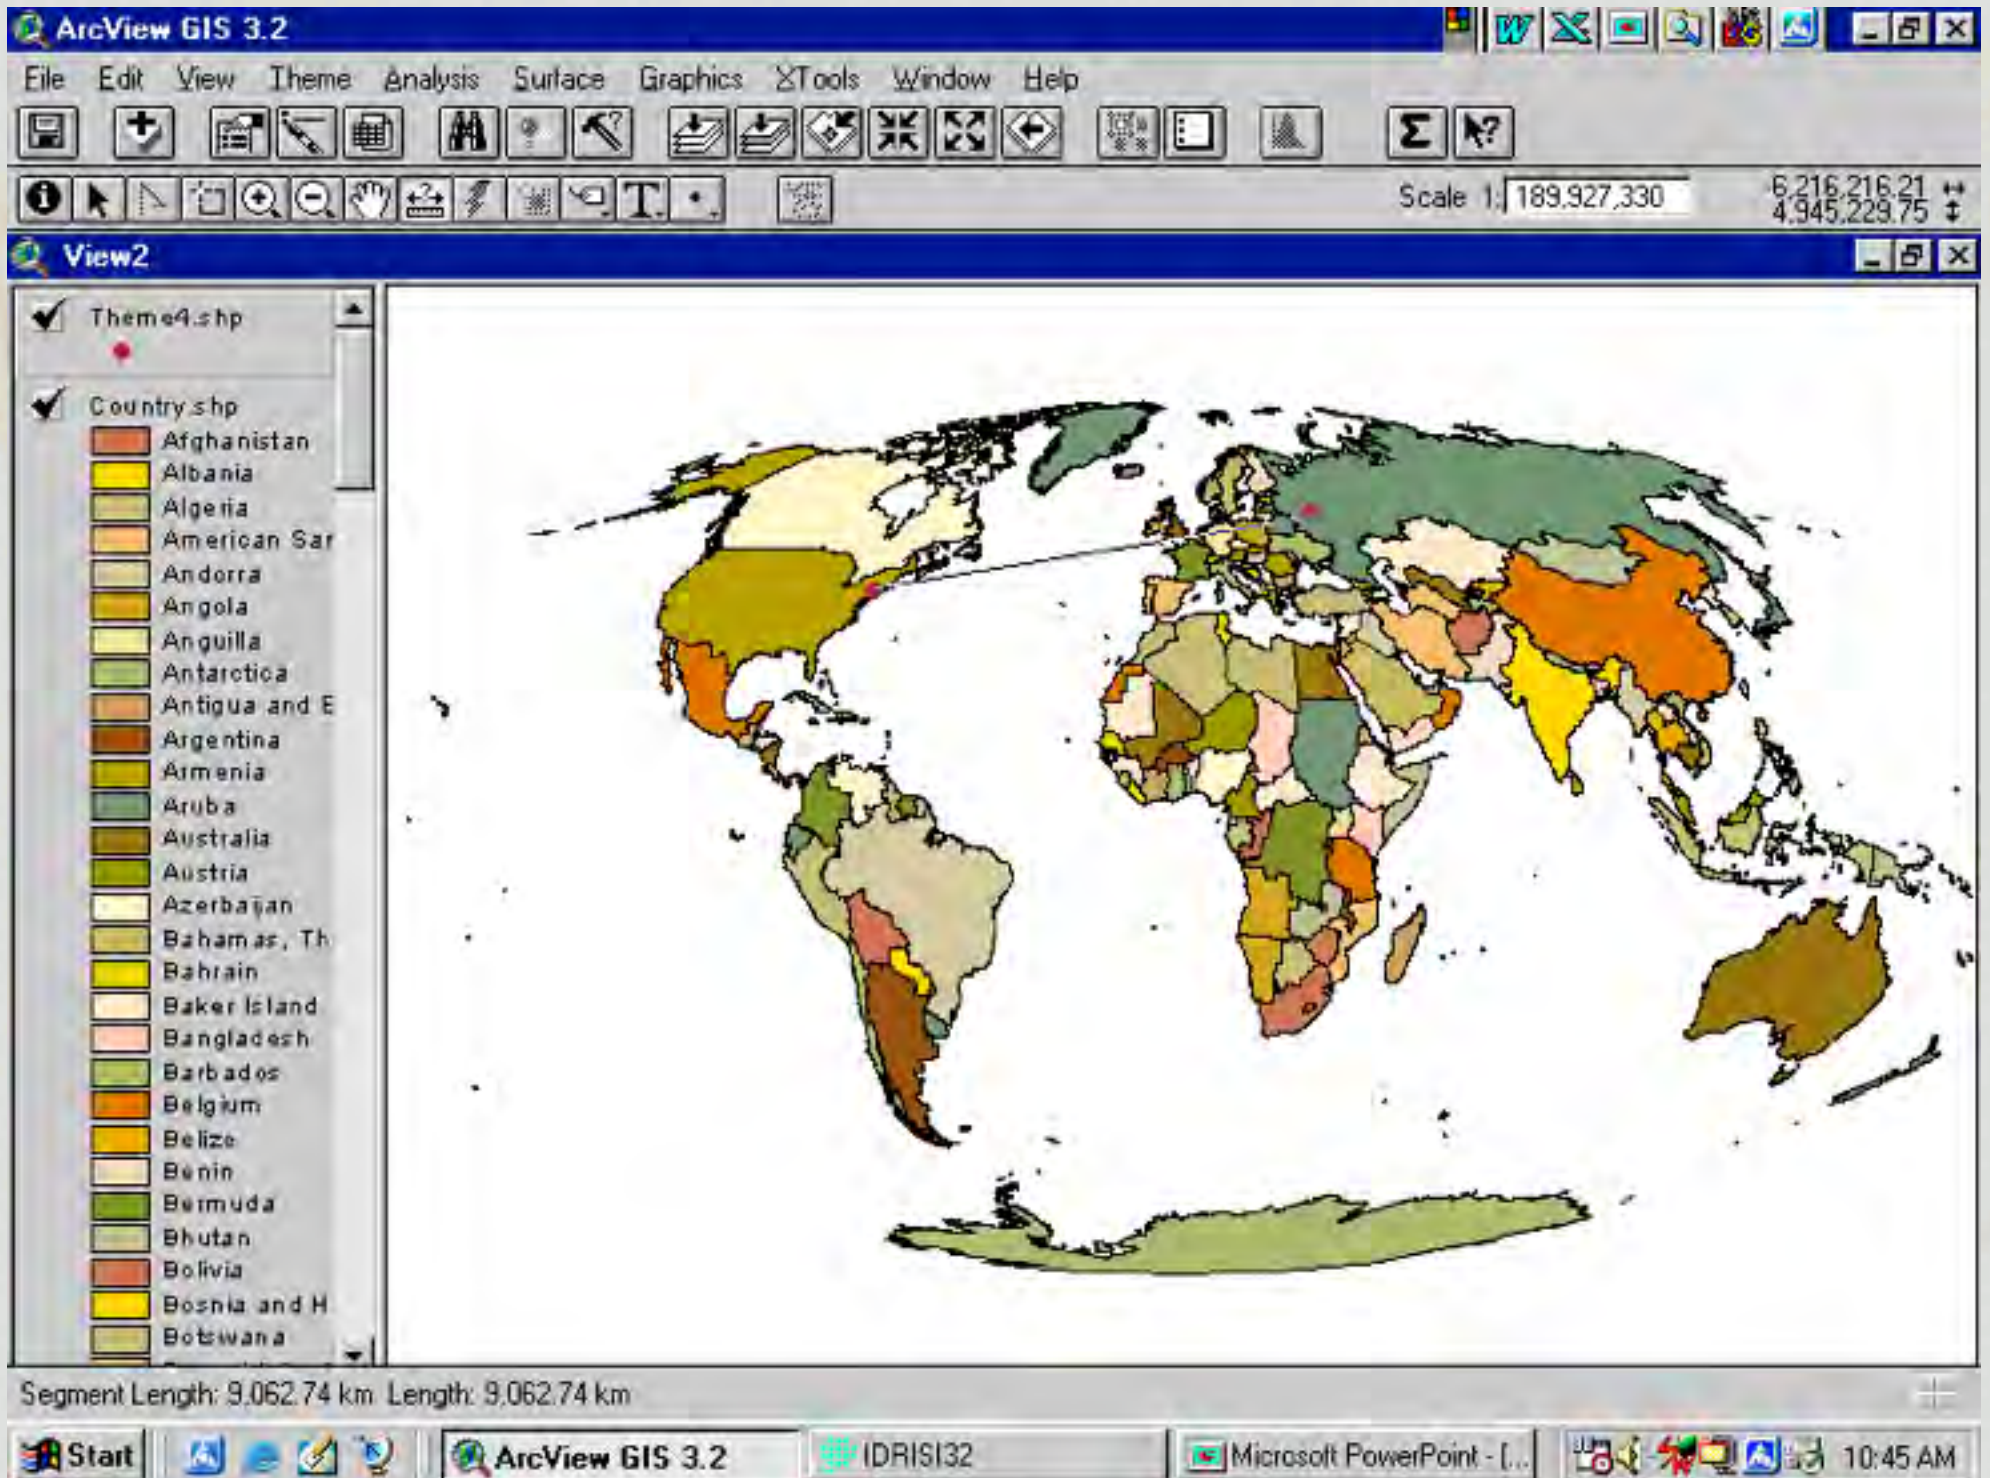 ArcView GIS 3.2
File Edit View Theme Analysis Surface Graphics XTools Window Help
Scale 1: 189,927,330
-6,216,216.21
4,945,229.75
View2
Theme4.shp
Country.shp
Afghanistan
Albania
Algeria
American Sar
Andorra
Angola
Anguilla
Antarctica
Antigua and E
Argentina
Armenia
Aruba
Australia
Austria
Azerbaijan
Bahamas, Th
Bahrain
Baker Island
Bangladesh
Barbados
Belgium
Belize
Benin
Bermuda
Bhutan
Bolivia
Bosnia and H
Botswana
Segment Length: 9,062.74 km Length: 9,062.74 km
Start ArcView GIS 3.2 IDRISI32 Microsoft PowerPoint - [... 10:45 AM